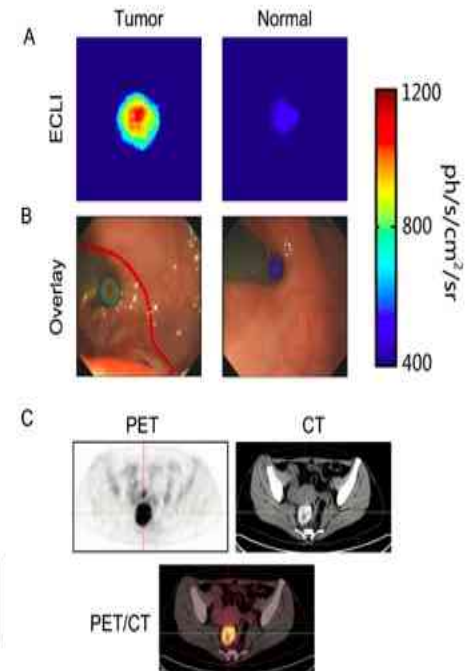 Tumor Normal
A
ECLI
1200
800
400
ph/s/cm²/sr
B
Overlay
C
PET CT
PET/CT